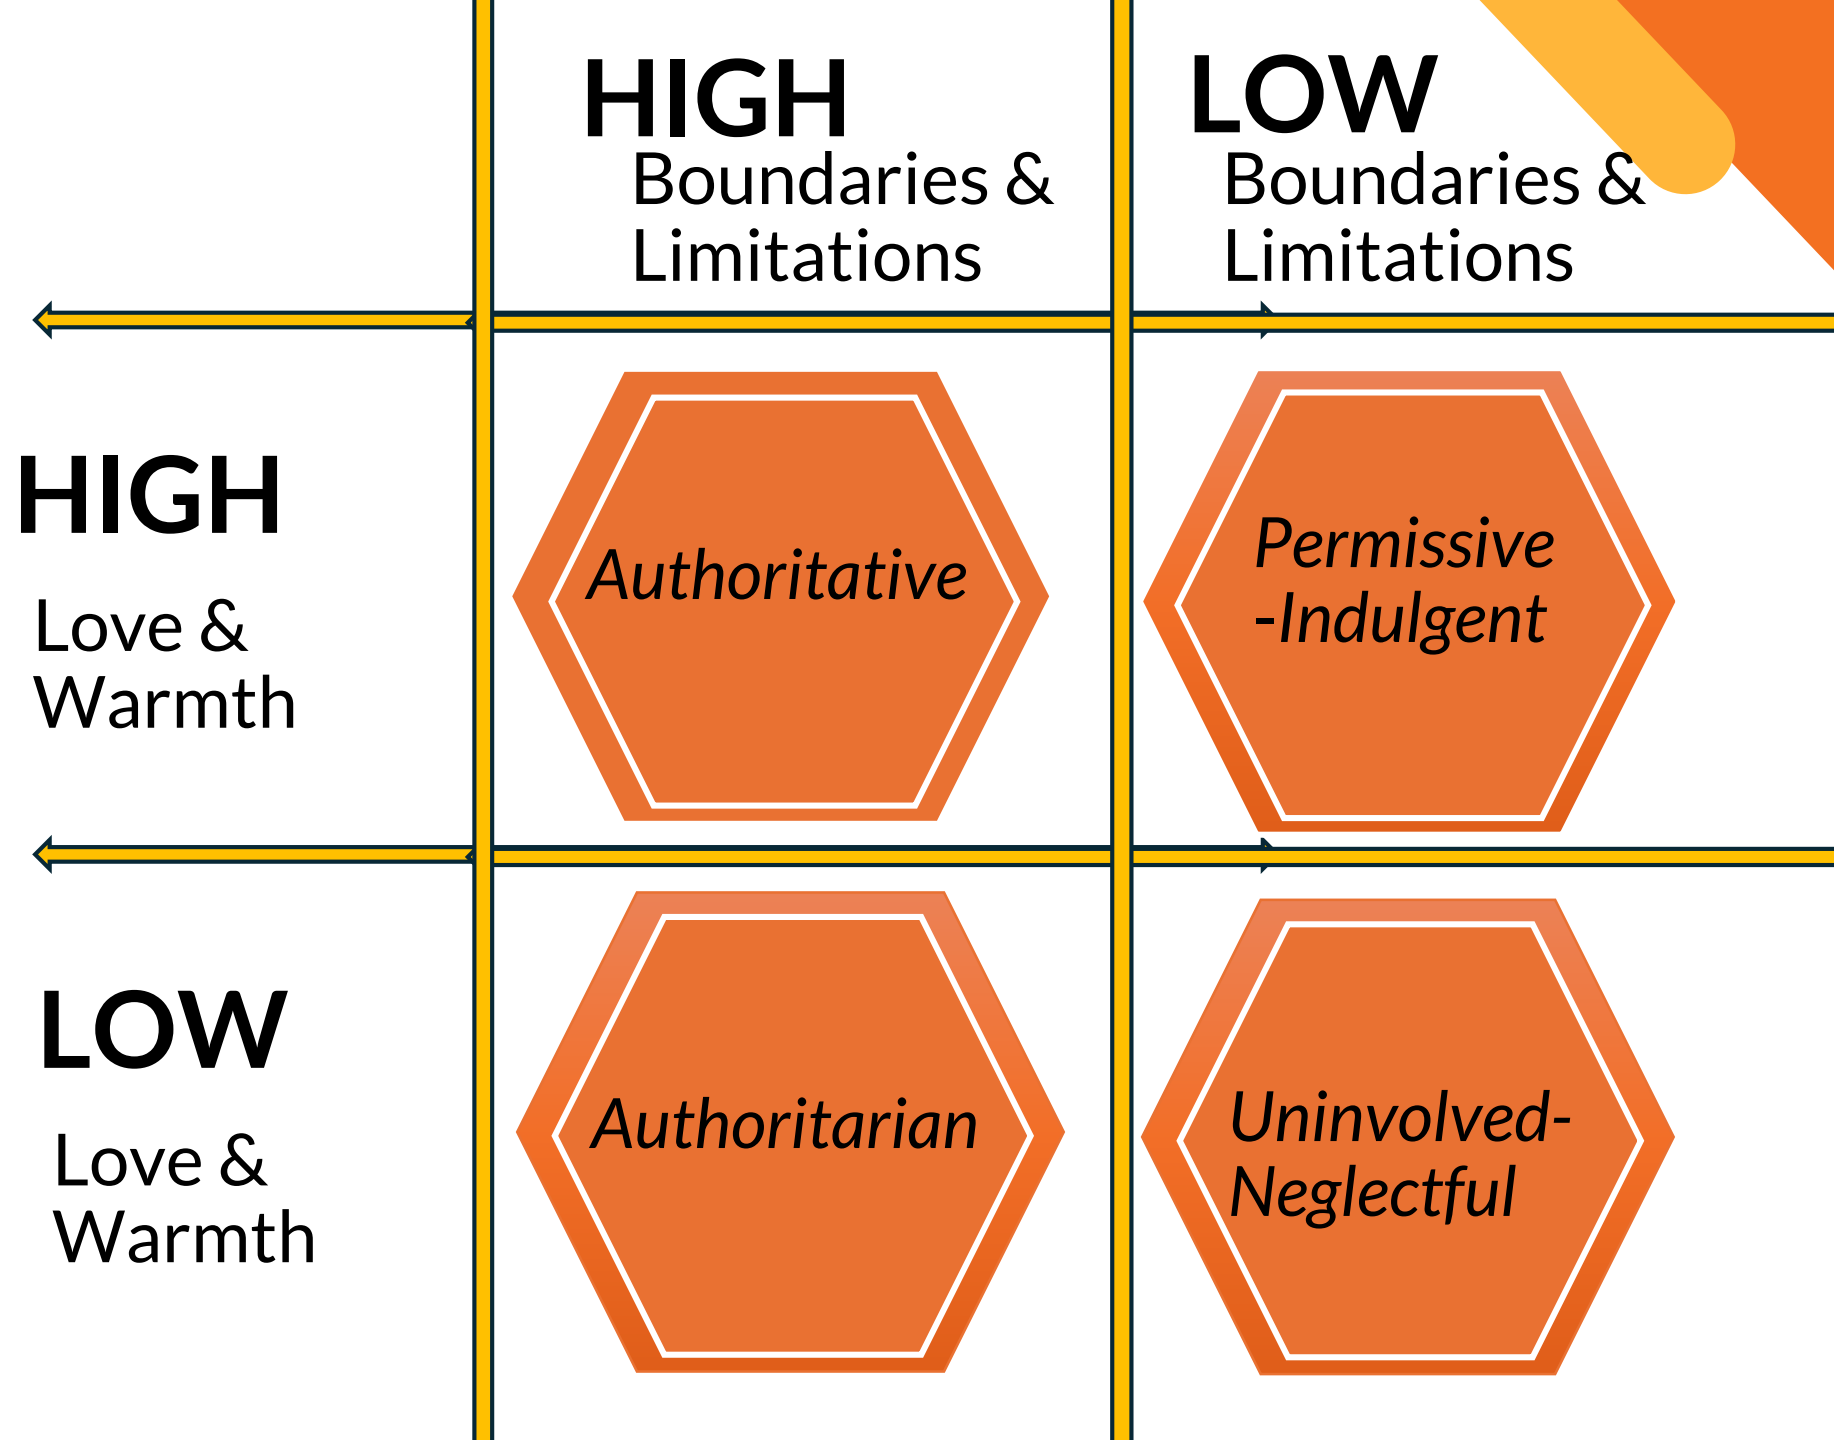 HIGH
Boundaries &
Limitations
LOW
Boundaries &
Limitations
HIGH
Love &
Warmth
Authoritative
Permissive
-Indulgent
LOW
Love &
Warmth
Authoritarian
Uninvolved-
Neglectful